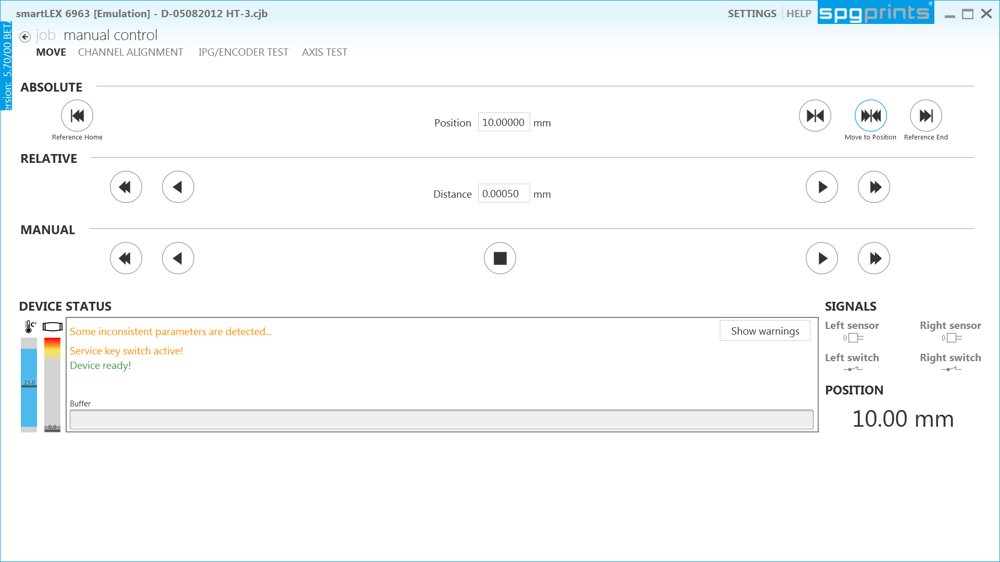 smartLEX 6963 [Emulation] - D-05082012 HT-3.cjb
SETTINGS
HELP
spgprints®
ersion: 5.70/00 BET
job manual control
MOVE CHANNEL ALIGNMENT IPG/ENCODER TEST AXIS TEST
ABSOLUTE
Position 10.00000 mm
Reference Home
Move to Position
Reference End
RELATIVE
Distance 0.00050 mm
MANUAL
DEVICE STATUS
C°
23.0
0.0
Some inconsistent parameters are detected...
Show warnings
Service key switch active!
Device ready!
Buffer
SIGNALS
Left sensor
Right sensor
Left switch
Right switch
POSITION
10.00 mm